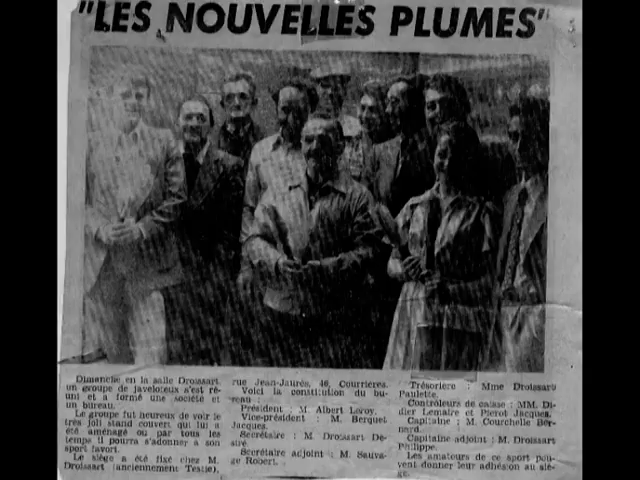 "LES NOUVELLES PLUMES"
Dimanche en la salle Droissart,
un groupe de javeloteux s'est ré-
uni et a formé une société et
un bureau.
Le groupe fut heureux de voir le
très joli stand couvert qui lui a
été aménagé où par tous les
temps il pourra s'adonner à son
sport favori.
Le siège a été fixé chez M.
Droissart (anciennement Testie),
rue Jean-Jaurès, 46, Courrières.
Voici la constitution du bu-
reau :
Président : M. Albert Leroy.
Vice-président : M. Berquet
Jacques.
Secrétaire : M. Droissart De-
siré.
Secrétaire adjoint : M. Sauva-
ge Robert.
Trésorière : Mme Droissart
Paulette.
Contrôleurs de caisse : MM. Di-
dier Lemaire et Pierot Jacques.
Capitaine : M. Courchelle Ber-
nard.
Capitaine adjoint : M. Droissart
Philippe.
Les amateurs de ce sport peu-
vent donner leur adhésion au siè-
ge.